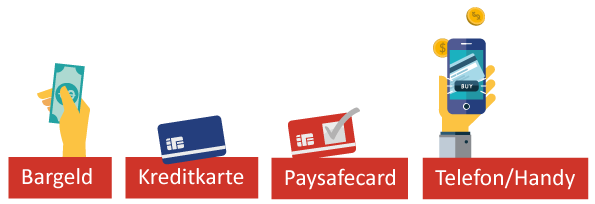 BUY
Bargeld
Kreditkarte
Paysafecard
Telefon/Handy